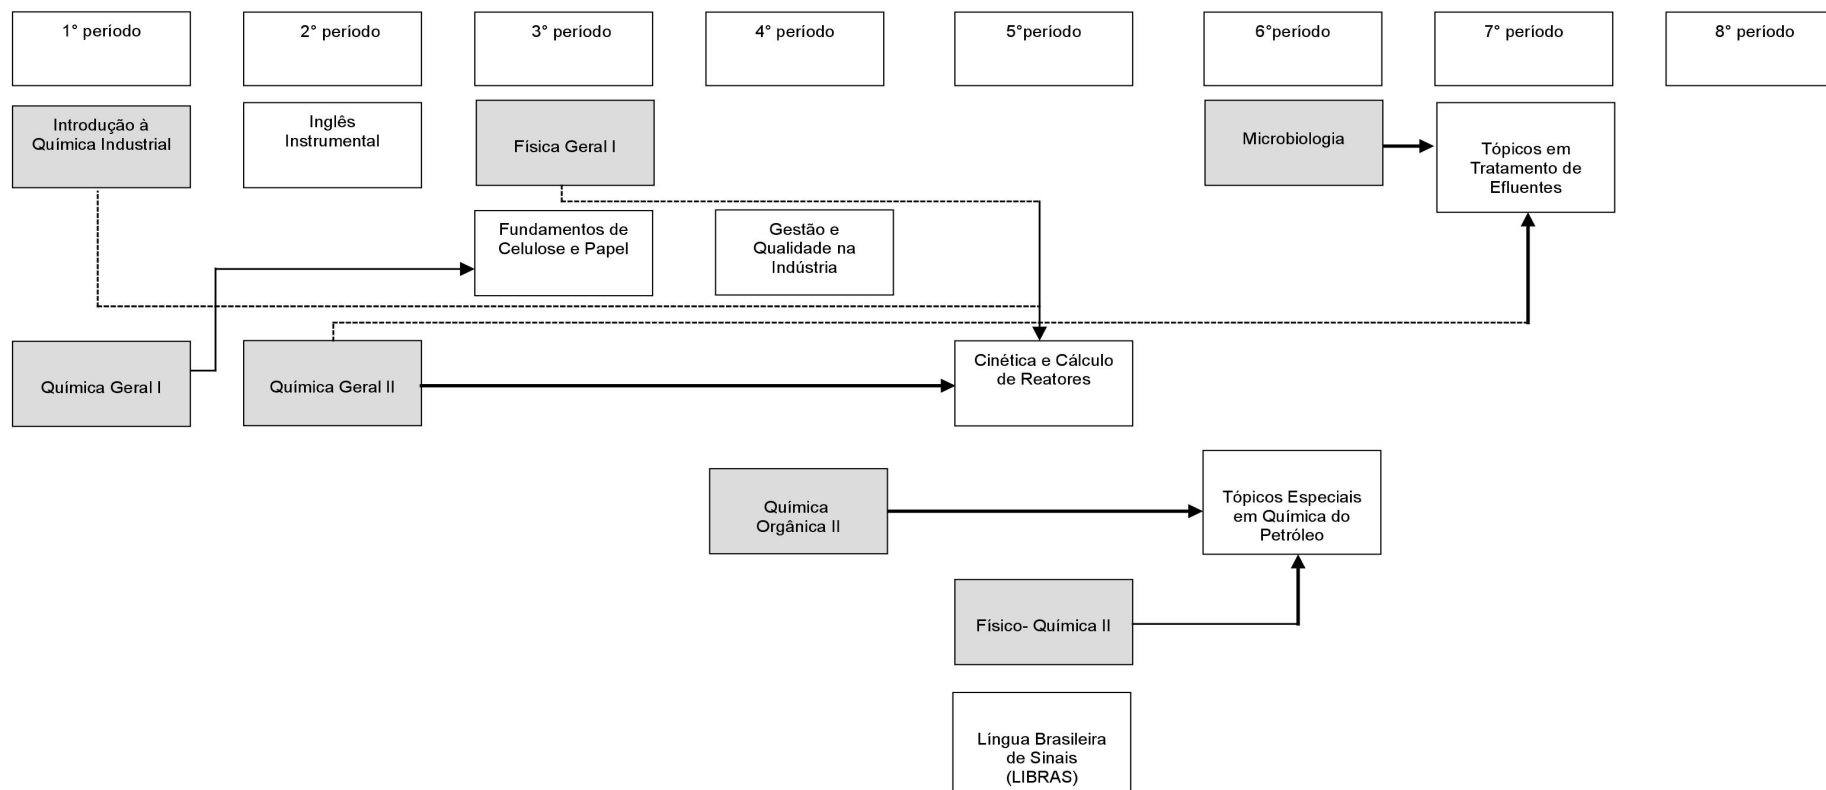 1° período
2° período
3° período
4° período
5°período
6°período
7° período
8° período
Introdução à
Química Industrial
Inglês
Instrumental
Física Geral I
Microbiologia
Tópicos em
Tratamento de
Efluentes
Fundamentos de
Celulose e Papel
Gestão e
Qualidade na
Indústria
Química Geral I
Química Geral II
Cinética e Cálculo
de Reatores
Química
Orgânica II
Tópicos Especiais
em Química do
Petróleo
Físico- Química II
Língua Brasileira
de Sinais
(LIBRAS)